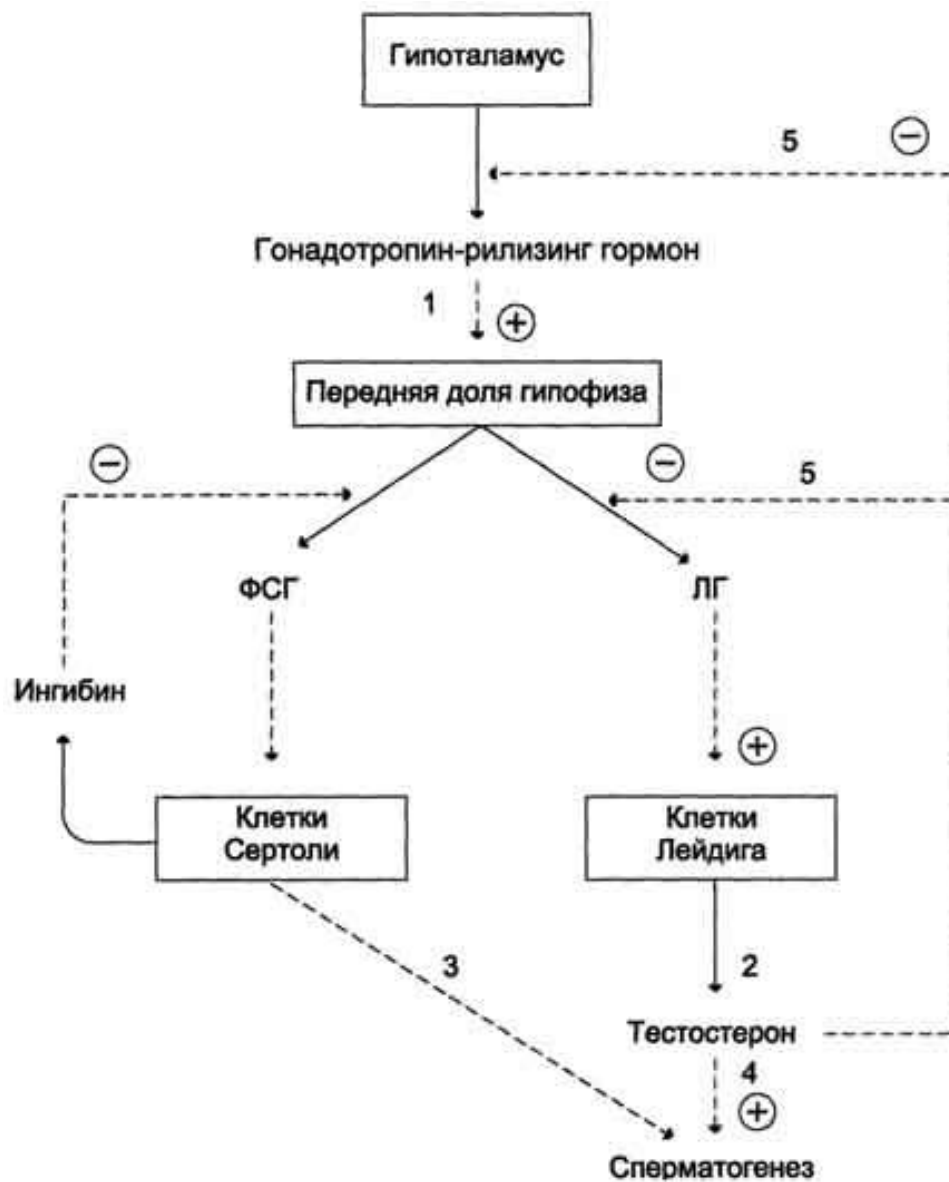 Гипоталамус
5
Гонадотропин-рилизинг гормон
1
Передняя доля гипофиза
5
ФСГ
ЛГ
Ингибин
Клетки
Сертоли
Клетки
Лейдига
3
2
Тестостерон
4
Сперматогенез